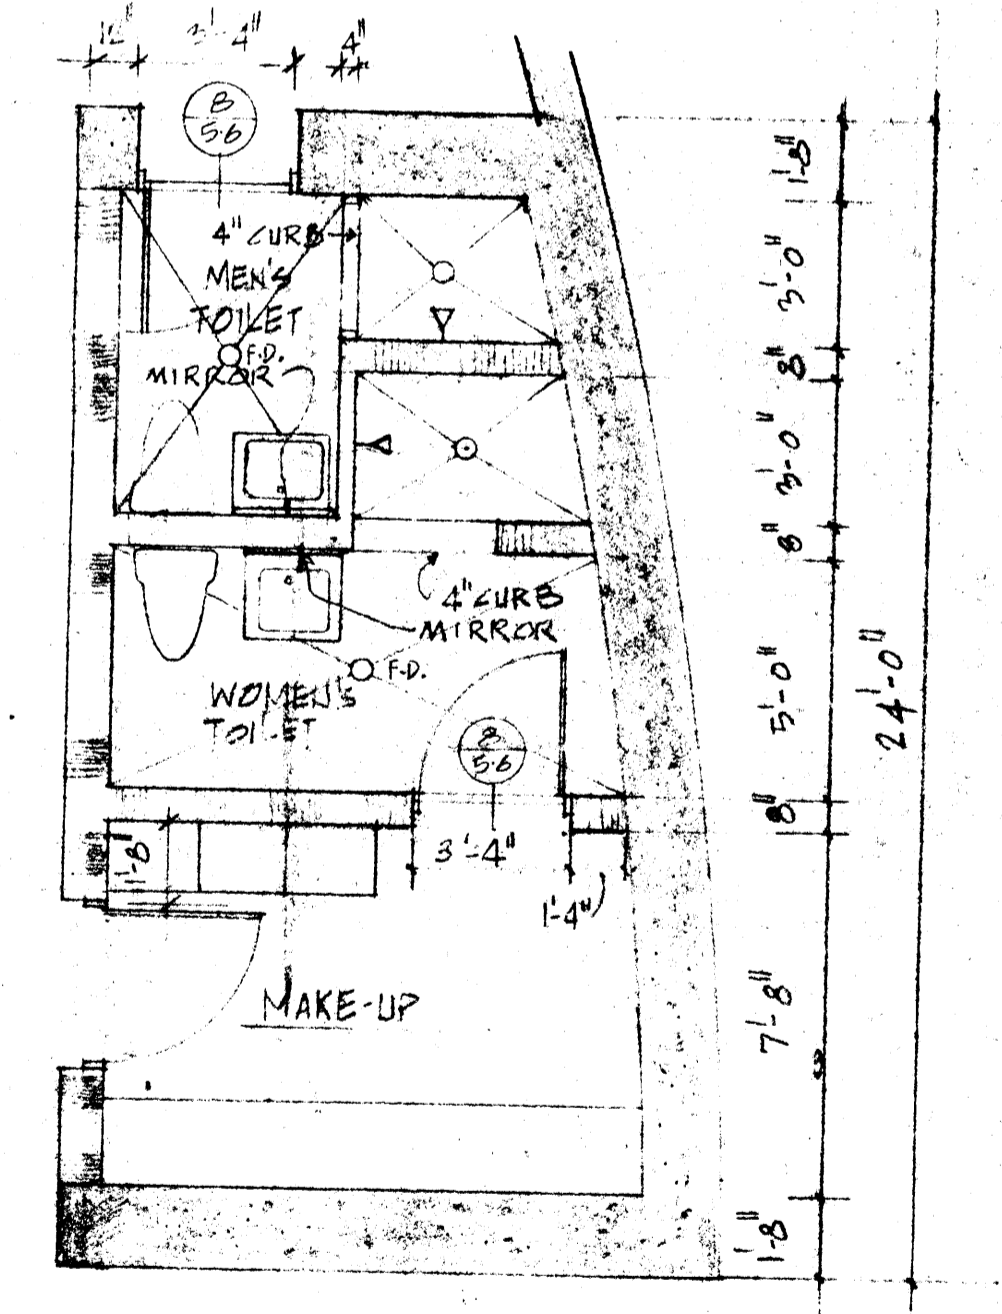 12"
3'-4"
4"
8
5.6
4" CURB
MEN'S
TOILET
F.D.
MIRROR
4" CURB
MIRROR
F.D.
WOMEN'S
TOILET
8
5.6
1'-8"
3'-4"
1'-4"
MAKE-UP
1'-8"
3'-0"
8"
3'-0"
8"
5'-0"
8"
7'-8"
1'-8"
24'-0"